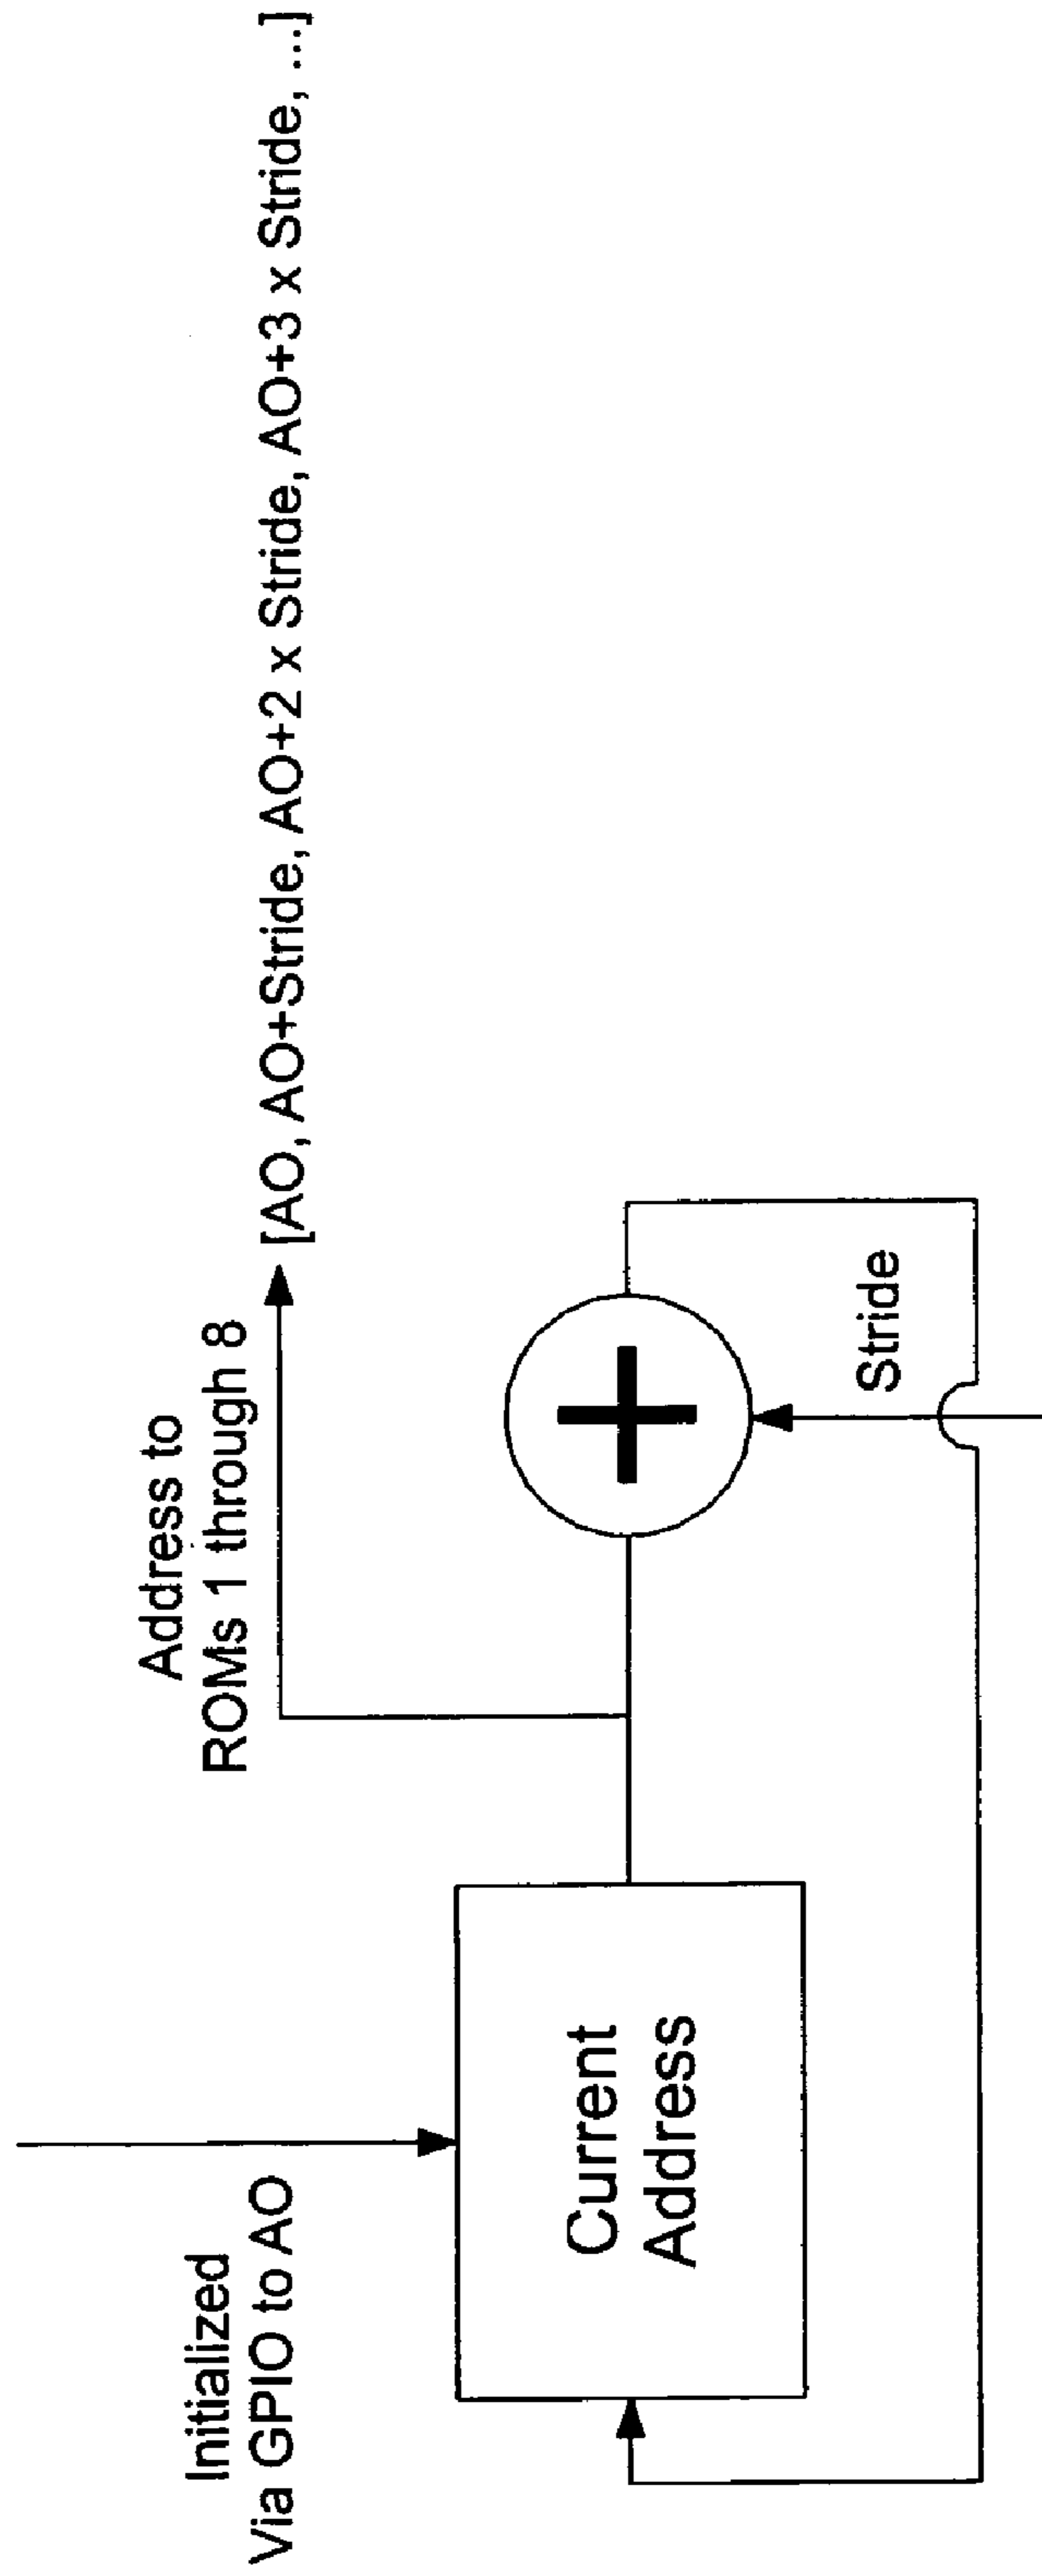 Initialized
Via GPIO to AO
Address to
ROMs 1 through 8
[AO, AO+Stride, AO+2 x Stride, AO+3 x Stride, ...]
Current
Address
Stride